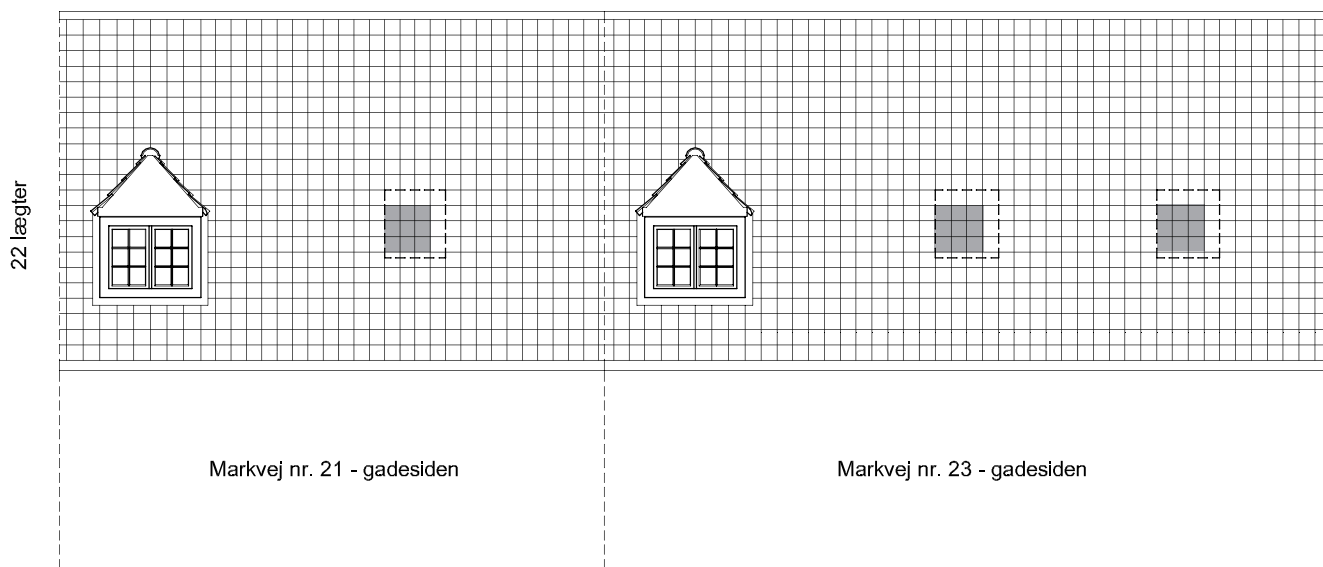 22 lægter
Markvej nr. 21 - gadesiden
Markvej nr. 23 - gadesiden